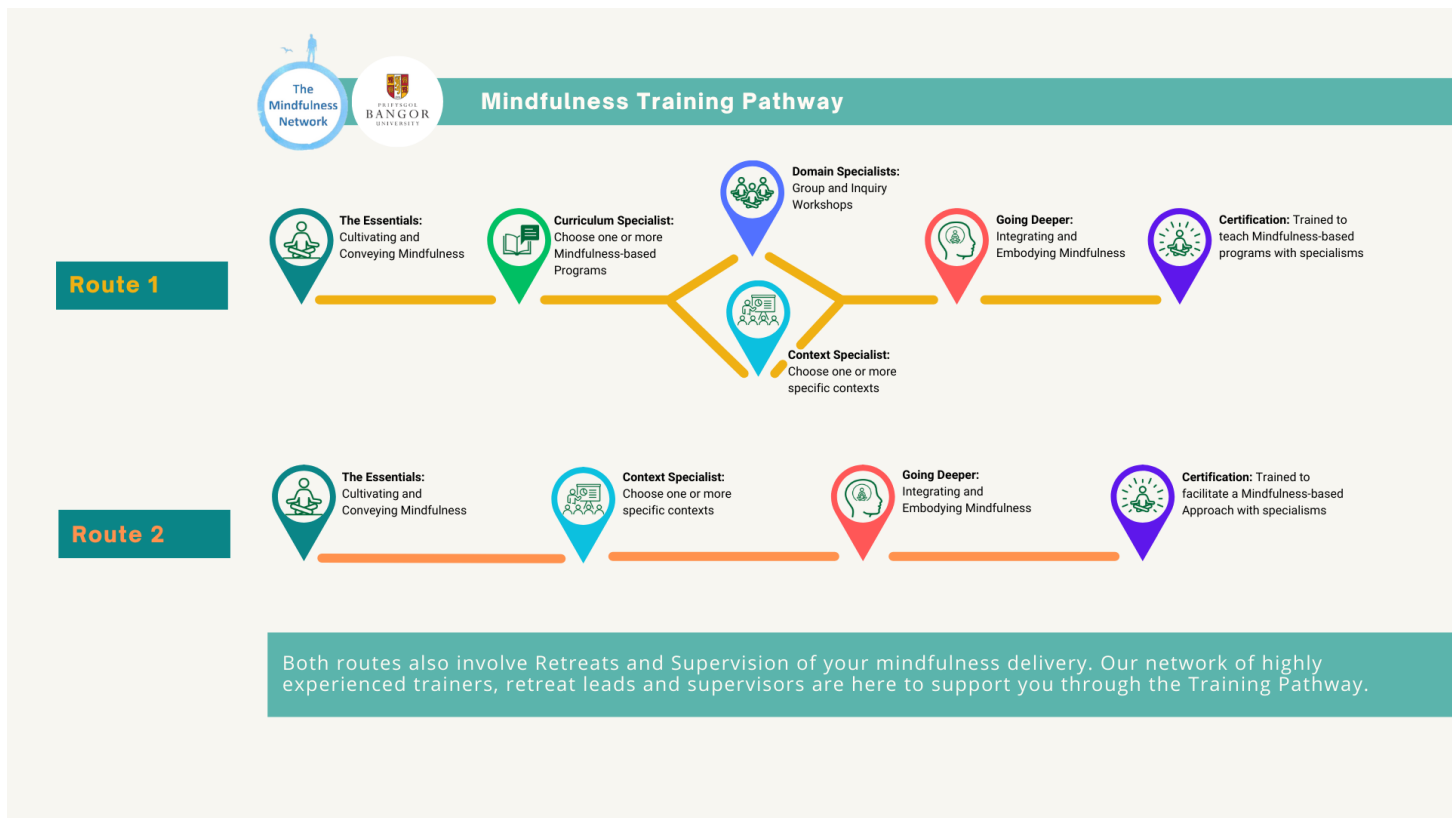 The
Mindfulness
Network
PRIFYSGOL
BANGOR
UNIVERSITY
Mindfulness Training Pathway
Route 1
The Essentials:
Cultivating and
Conveying Mindfulness
Curriculum Specialist:
Choose one or more
Mindfulness-based
Programs
Domain Specialists:
Group and Inquiry
Workshops
Context Specialist:
Choose one or more
specific contexts
Going Deeper:
Integrating and
Embodying Mindfulness
Certification: Trained to
teach Mindfulness-based
programs with specialisms
Route 2
The Essentials:
Cultivating and
Conveying Mindfulness
Context Specialist:
Choose one or more
specific contexts
Going Deeper:
Integrating and
Embodying Mindfulness
Certification: Trained to
facilitate a Mindfulness-based
Approach with specialisms
Both routes also involve Retreats and Supervision of your mindfulness delivery. Our network of highly
experienced trainers, retreat leads and supervisors are here to support you through the Training Pathway.